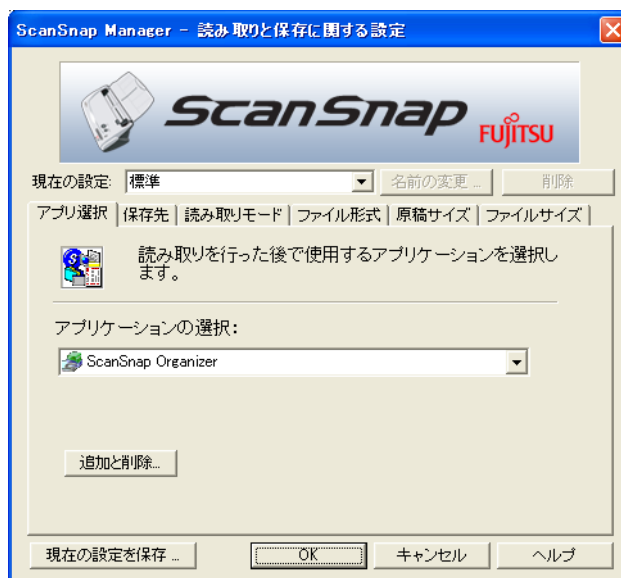 ScanSnap Manager - 読み取りと保存に関する設定
ScanSnap
FUJITSU
現在の設定: 標準 名前の変更 ... 削除
アプリ選択 保存先 読み取りモード ファイル形式 原稿サイズ ファイルサイズ
読み取りを行った後で使用するアプリケーションを選択し
ます。
アプリケーションの選択:
ScanSnap Organizer
追加と削除...
現在の設定を保存 ... OK キャンセル ヘルプ